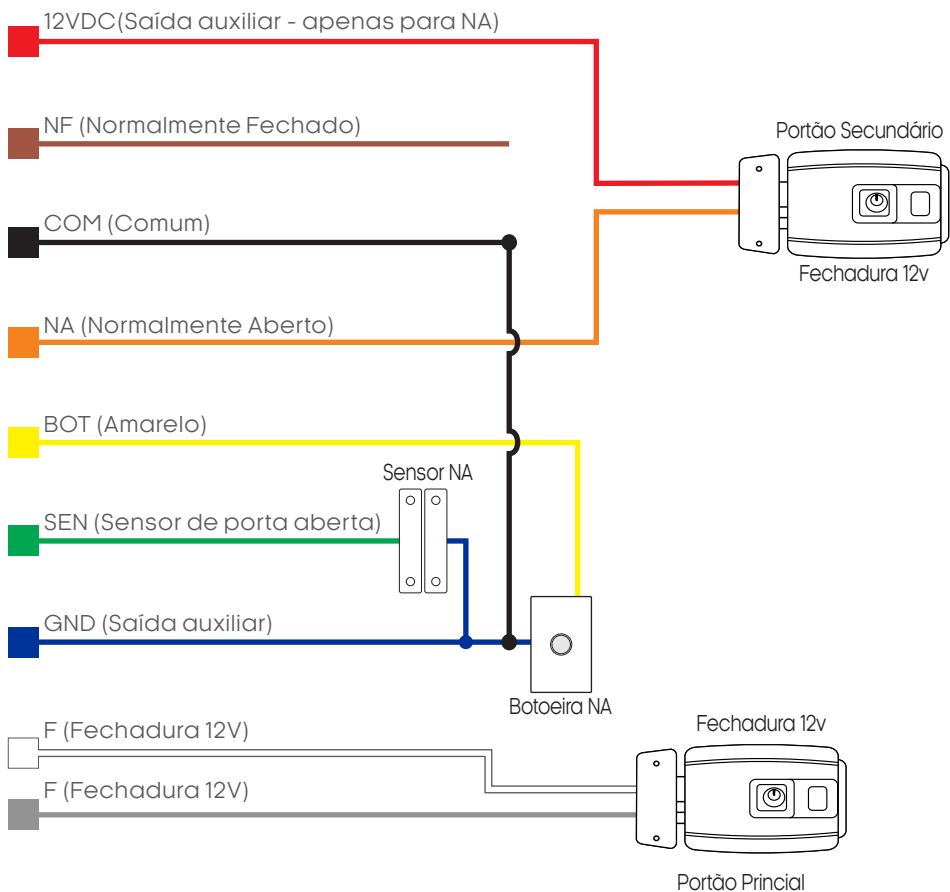 12VDC(Saída auxiliar - apenas para NA)
NF (Normalmente Fechado)
Portão Secundário
COM (Comum)
Fechadura 12v
NA (Normalmente Aberto)
BOT (Amarelo)
Sensor NA
SEN (Sensor de porta aberta)
GND (Saída auxiliar)
Botoeira NA
F (Fechadura 12V)
Fechadura 12v
F (Fechadura 12V)
Portão Princial